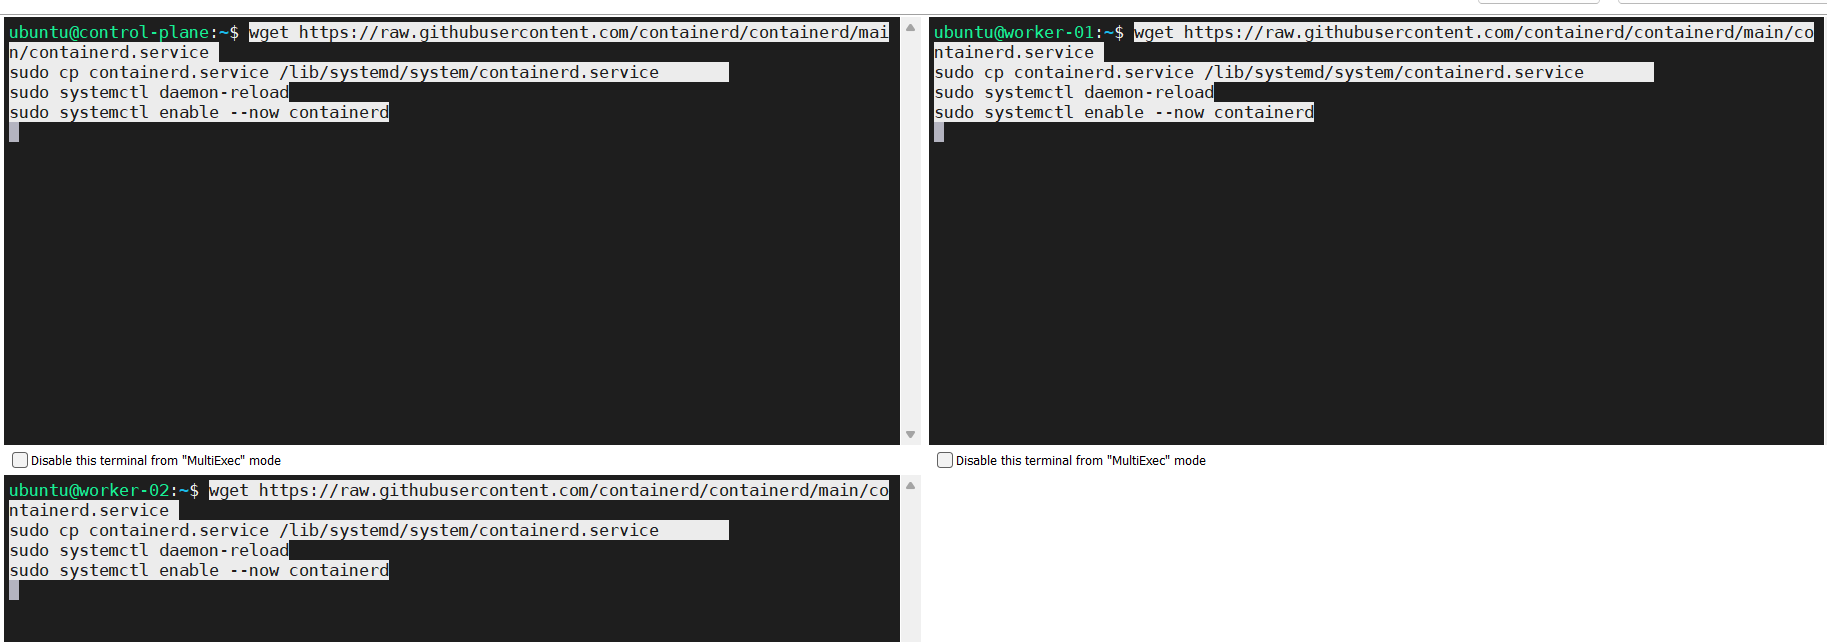 ubuntu@control-plane:~$ wget https://raw.githubusercontent.com/containerd/containerd/mai
n/containerd.service
sudo cp containerd.service /lib/systemd/system/containerd.service
sudo systemctl daemon-reload
sudo systemctl enable --now containerd
Disable this terminal from "MultiExec" mode
ubuntu@worker-01:~$ wget https://raw.githubusercontent.com/containerd/containerd/main/co
ntainerd.service
sudo cp containerd.service /lib/systemd/system/containerd.service
sudo systemctl daemon-reload
sudo systemctl enable --now containerd
Disable this terminal from "MultiExec" mode
ubuntu@worker-02:~$ wget https://raw.githubusercontent.com/containerd/containerd/main/co
ntainerd.service
sudo cp containerd.service /lib/systemd/system/containerd.service
sudo systemctl daemon-reload
sudo systemctl enable --now containerd